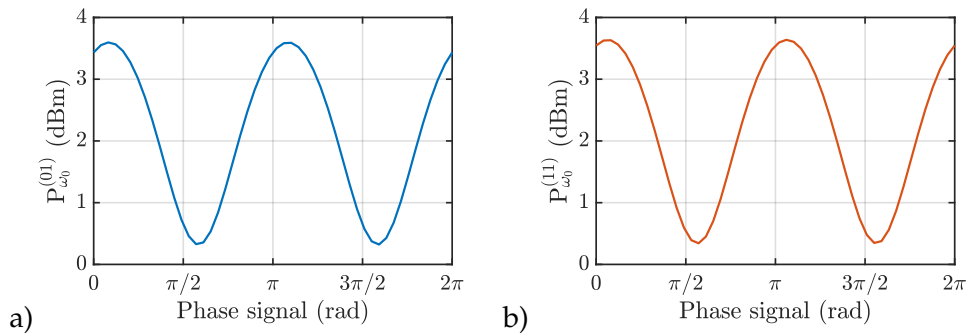 4
3
2
1
0
P_{ω_0}^{(01)} (dBm)
0 π/2 π 3π/2 2π
Phase signal (rad)
a)
4
3
2
1
0
P_{ω_0}^{(11)} (dBm)
0 π/2 π 3π/2 2π
Phase signal (rad)
b)